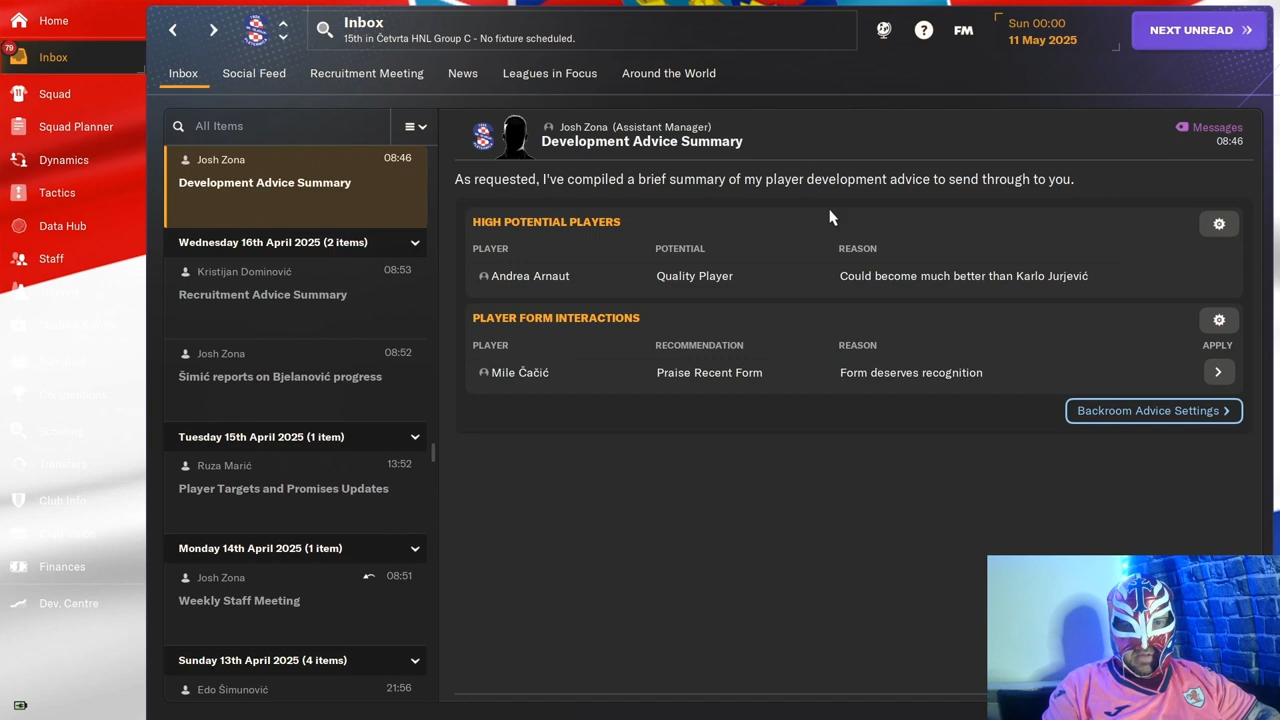 Home
79
Inbox
Squad
Squad Planner
Dynamics
Tactics
Data Hub
Staff
Club Info
Finances
Dev. Centre
Inbox
15th in Četvrta HNL Group C - No fixture scheduled.
?
FM
Sun 00:00
11 May 2025
NEXT UNREAD
Inbox
Social Feed
Recruitment Meeting
News
Leagues in Focus
Around the World
All Items
Josh Zona
08:46
Development Advice Summary
Wednesday 16th April 2025 (2 items)
Kristijan Dominović
08:53
Recruitment Advice Summary
Josh Zona
08:52
Šimić reports on Bjelanović progress
Tuesday 15th April 2025 (1 item)
Ruza Marić
13:52
Player Targets and Promises Updates
Monday 14th April 2025 (1 item)
Josh Zona
08:51
Weekly Staff Meeting
Sunday 13th April 2025 (4 items)
Edo Šimunović
21:56
Josh Zona (Assistant Manager)
Development Advice Summary
Messages
08:46
As requested, I've compiled a brief summary of my player development advice to send through to you.
HIGH POTENTIAL PLAYERS
PLAYER POTENTIAL REASON
Andrea Arnaut Quality Player Could become much better than Karlo Jurjević
PLAYER FORM INTERACTIONS
PLAYER RECOMMENDATION REASON APPLY
Mile Čačić Praise Recent Form Form deserves recognition
Backroom Advice Settings